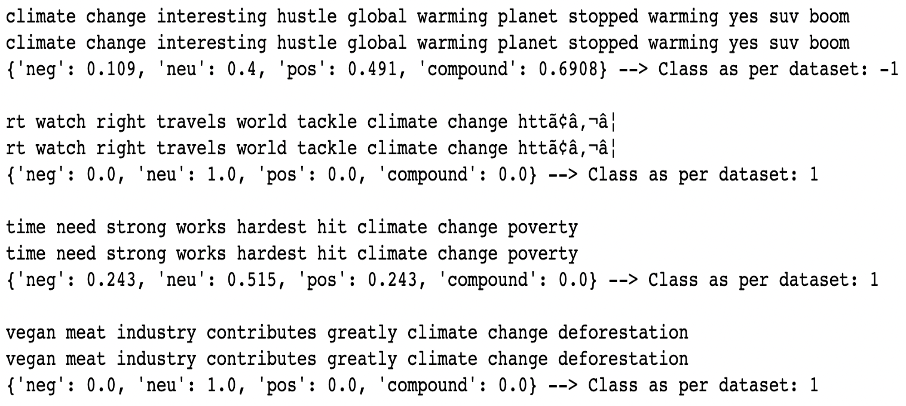 climate change interesting hustle global warming planet stopped warming yes suv boom
climate change interesting hustle global warming planet stopped warming yes suv boom
{'neg': 0.109, 'neu': 0.4, 'pos': 0.491, 'compound': 0.6908} --> Class as per dataset: -1
rt watch right travels world tackle climate change httã¢â‚¬â¦
rt watch right travels world tackle climate change httã¢â‚¬â¦
{'neg': 0.0, 'neu': 1.0, 'pos': 0.0, 'compound': 0.0} --> Class as per dataset: 1
time need strong works hardest hit climate change poverty
time need strong works hardest hit climate change poverty
{'neg': 0.243, 'neu': 0.515, 'pos': 0.243, 'compound': 0.0} --> Class as per dataset: 1
vegan meat industry contributes greatly climate change deforestation
vegan meat industry contributes greatly climate change deforestation
{'neg': 0.0, 'neu': 1.0, 'pos': 0.0, 'compound': 0.0} --> Class as per dataset: 1